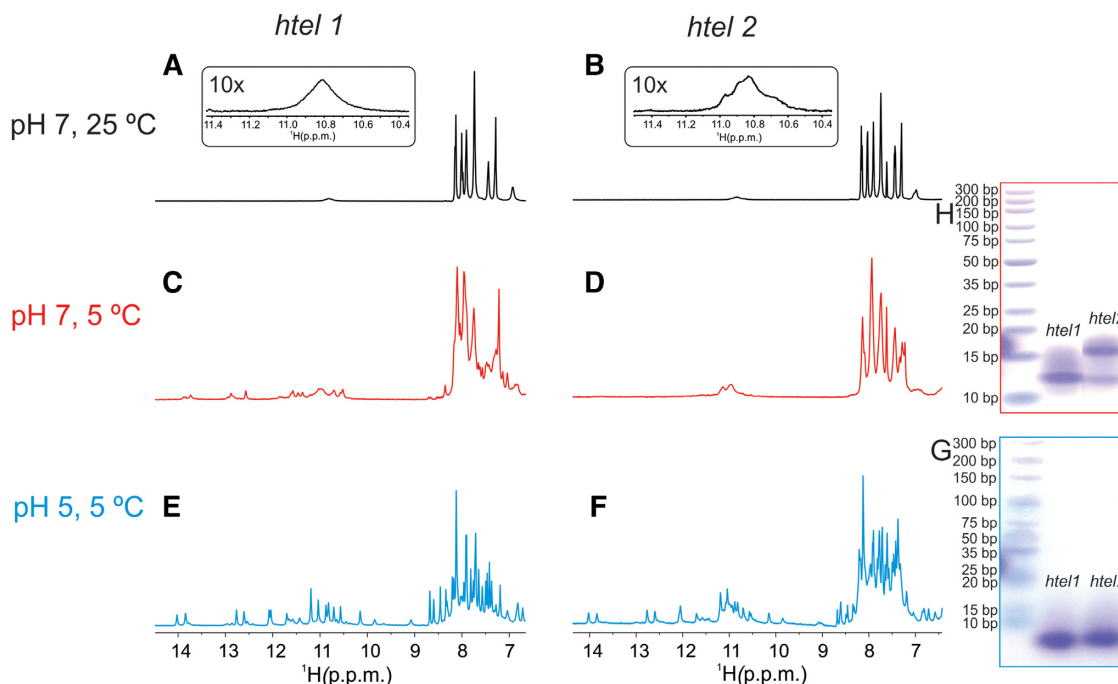 htel 1
htel 2
A
B
10x
11.4 11.2 11.0 10.8 10.6 10.4
¹H(p.p.m.)
10x
11.4 11.2 11.0 10.8 10.6 10.4
¹H(p.p.m.)
pH 7, 25 ºC
C
D
pH 7, 5 ºC
E
F
pH 5, 5 ºC
14 13 12 11 10 9 8 7
¹H(p.p.m.)
14 13 12 11 10 9 8 7
¹H(p.p.m.)
H
300 bp
200 bp
150 bp
100 bp
75 bp
50 bp
35 bp
25 bp
20 bp
15 bp
10 bp
htel1 htel2
G
300 bp
200 bp
150 bp
100 bp
75 bp
50 bp
35 bp
25 bp
20 bp
15 bp
10 bp
htel1 htel